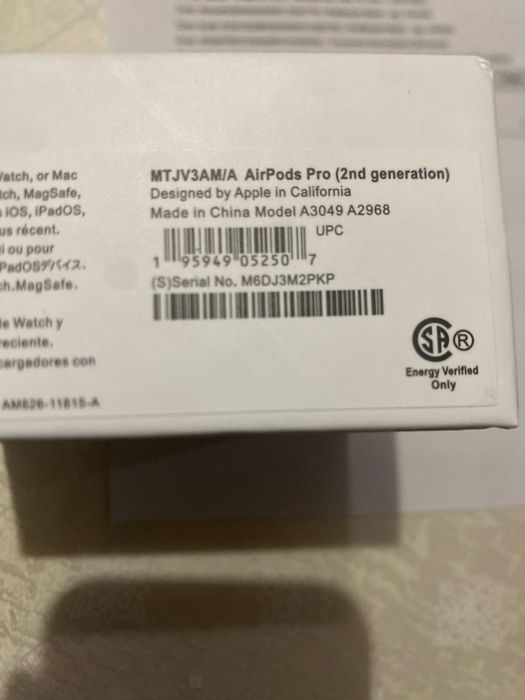 Watch, or Mac
tch, MagSafe,
iOS, iPadOS,
us récent.
il ou pour
PadOSデバイス.
ch.MagSafe.
le Watch y
reciente.
cargadores con
AM626-11815-A
MTJV3AM/A AirPods Pro (2nd generation)
Designed by Apple in California
Made in China Model A3049 A2968
UPC
1 95949 05250 7
(S)Serial No. M6DJ3M2PKP
SA ®
Energy Verified
Only